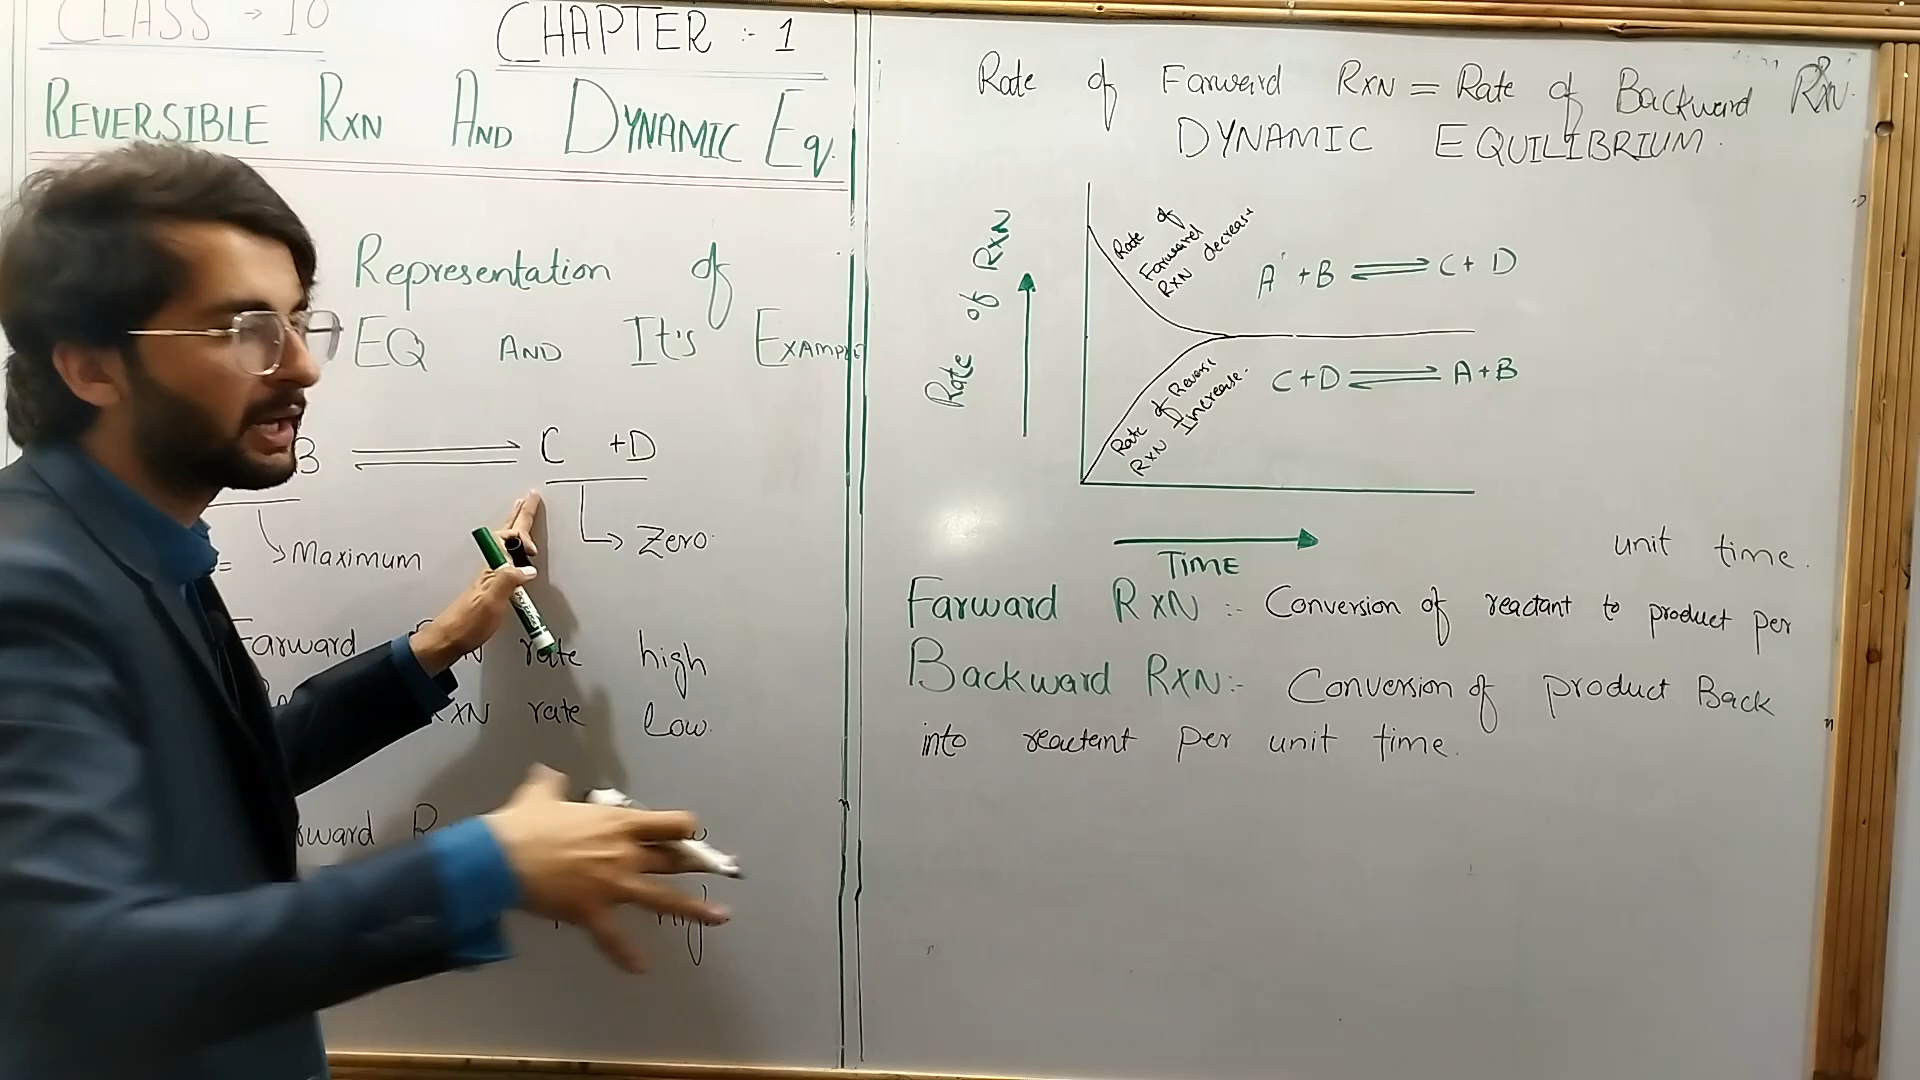 CLASS → 10
CHAPTER :- 1
REVERSIBLE RXN AND DYNAMIC Eq.
Representation of
EQ AND It's EXAMPLE
B ⇌ C + D
Maximum
Zero.
=
Farward rate high
RXN rate low.
rward
high
Rate of Farward RXN = Rate of Backward RXN.
DYNAMIC EQUILIBRIUM.
Rate of RXN
Rate of
Farward
RXN decrease
A + B ⇌ C + D
Rate of Revers
RXN Increase.
C + D ⇌ A + B
TIME
unit time.
Farward RXN :- Conversion of reactant to product per
Backward RXN:- Conversion of product Back
into reactant per unit time.